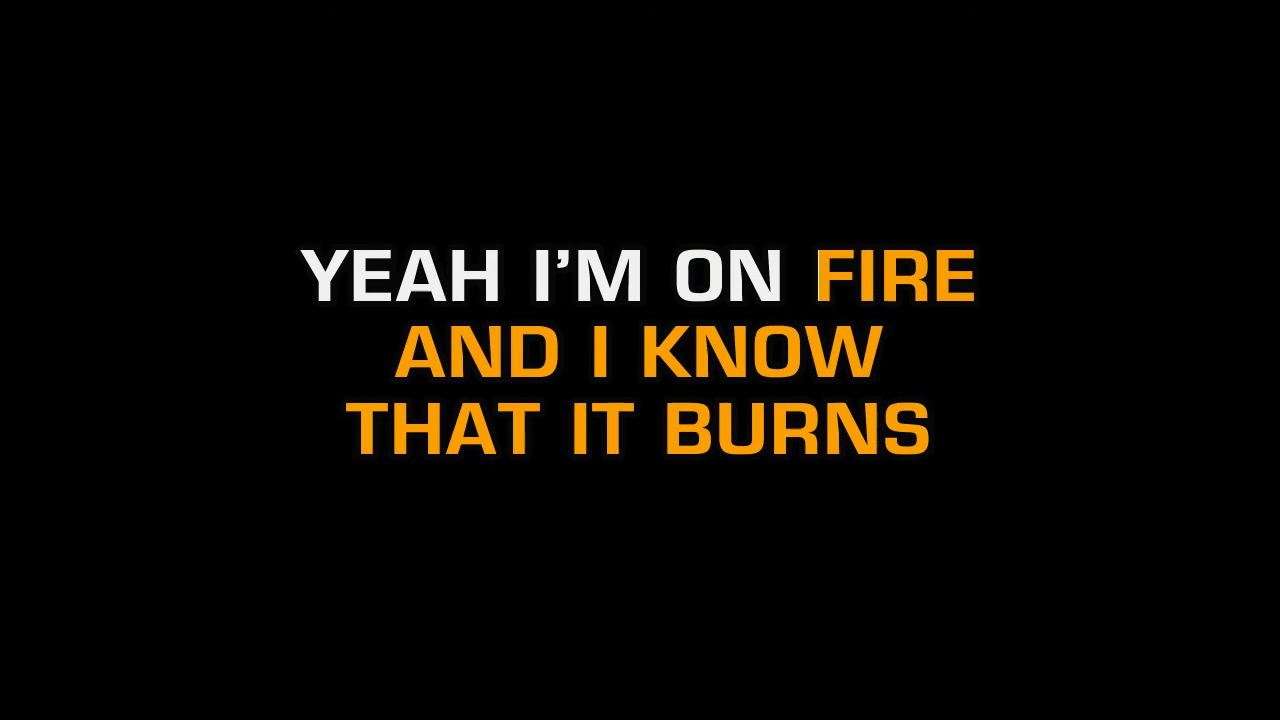 YEAH I’M ON FIRE
AND I KNOW
THAT IT BURNS